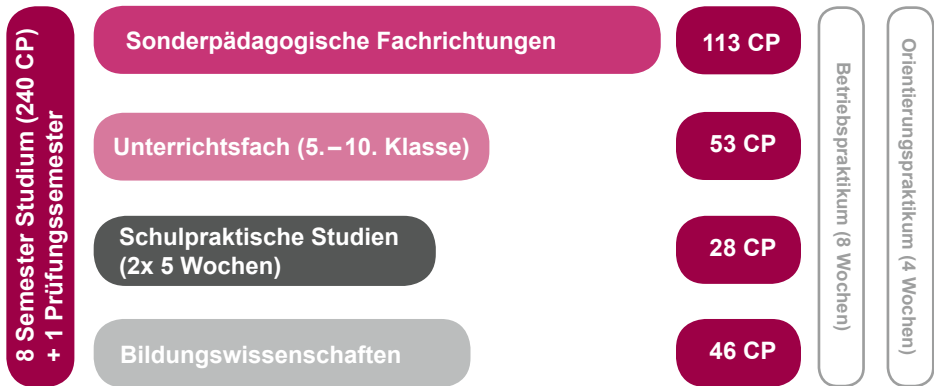 8 Semester Studium (240 CP)
+ 1 Prüfungssemester
Sonderpädagogische Fachrichtungen
113 CP
Unterrichtsfach (5.–10. Klasse)
53 CP
Schulpraktische Studien
(2x 5 Wochen)
28 CP
Bildungswissenschaften
46 CP
Betriebspraktikum (8 Wochen)
Orientierungspraktikum (4 Wochen)